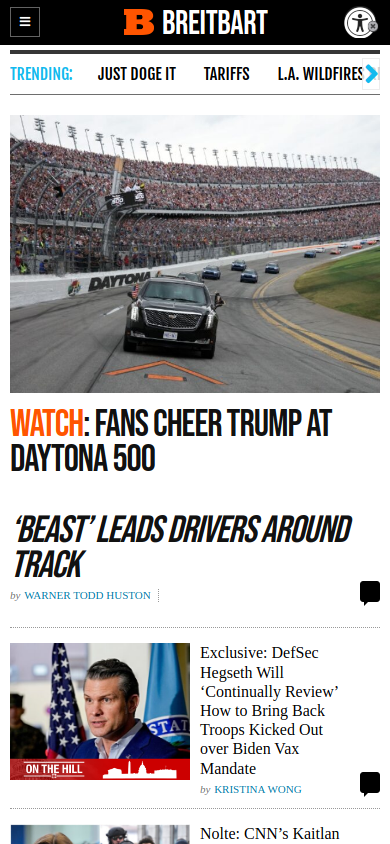 BREITBART
TRENDING:
JUST DOGE IT
TARIFFS
L.A. WILDFIRES
DAYTONA
WATCH: FANS CHEER TRUMP AT
DAYTONA 500
‘BEAST’ LEADS DRIVERS AROUND
TRACK
by WARNER TODD HUSTON
Exclusive: DefSec
Hegseth Will
‘Continually Review’
How to Bring Back
Troops Kicked Out
over Biden Vax
Mandate
ON THE HILL
by KRISTINA WONG
Nolte: CNN’s Kaitlan